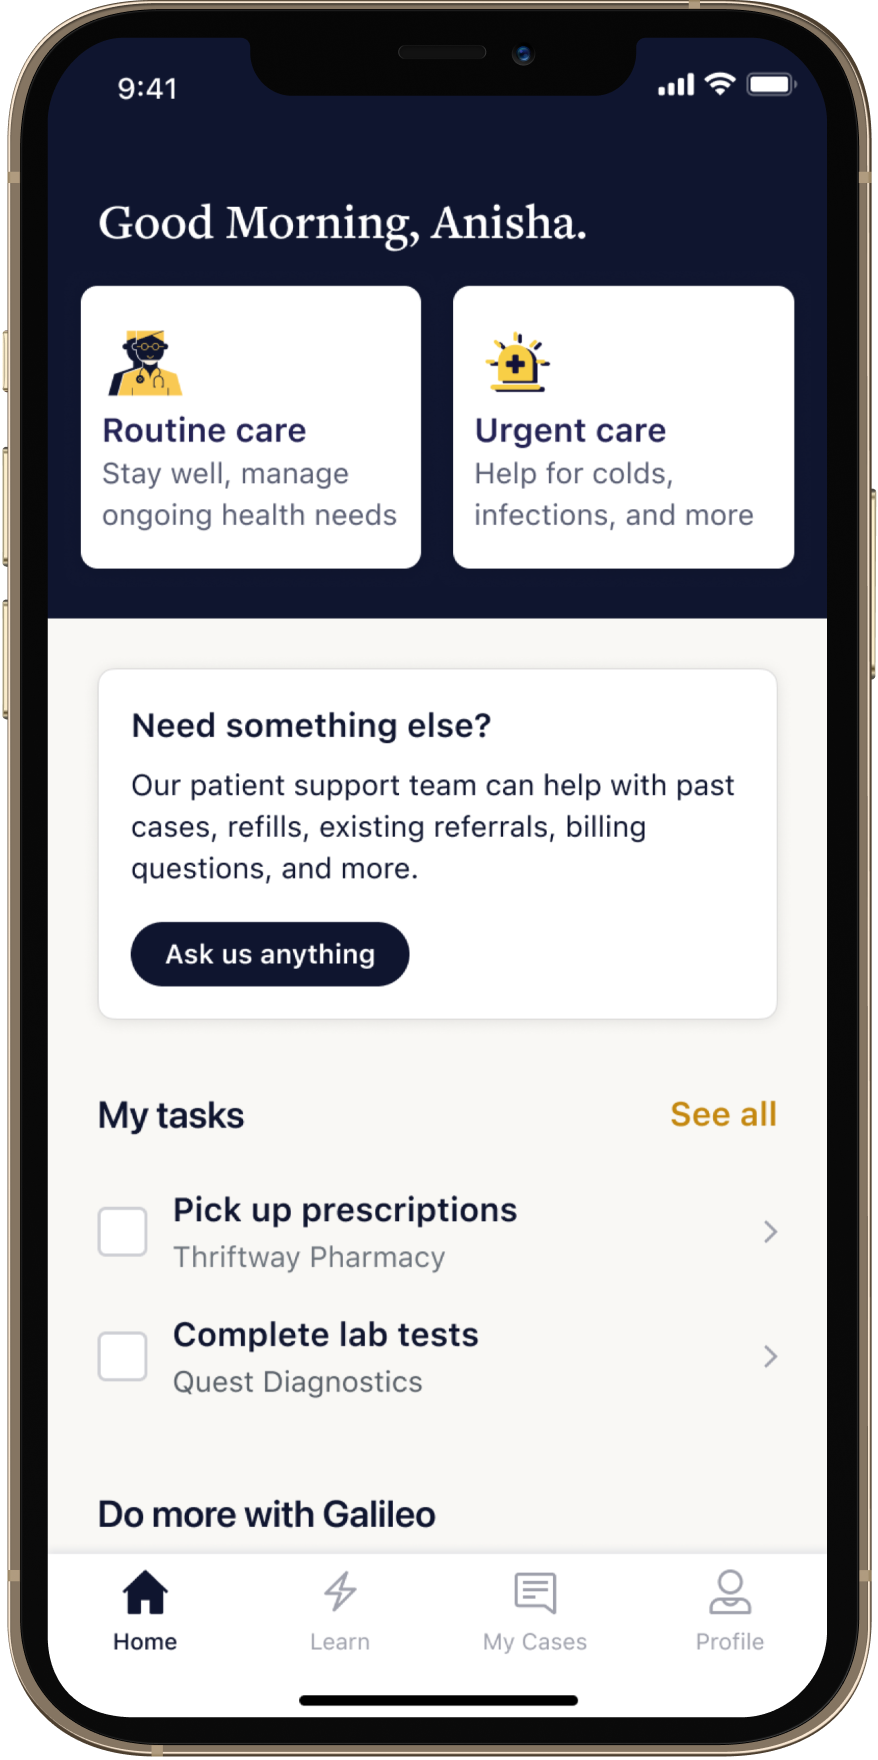 9:41
Good Morning, Anisha.
Routine care
Stay well, manage
ongoing health needs
Urgent care
Help for colds,
infections, and more
Need something else?
Our patient support team can help with past
cases, refills, existing referrals, billing
questions, and more.
Ask us anything
My tasks
See all
Pick up prescriptions
Thriftway Pharmacy
Complete lab tests
Quest Diagnostics
Do more with Galileo
Home
Learn
My Cases
Profile